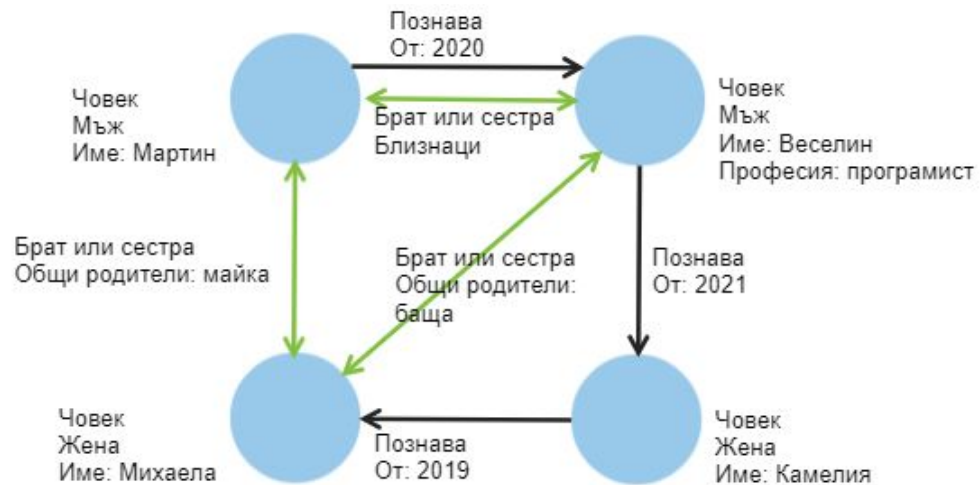 Познава
От: 2020
Човек
Мъж
Име: Мартин
Брат или сестра
Близнаци
Човек
Мъж
Име: Веселин
Професия: програмист
Брат или сестра
Общи родители: майка
Брат или сестра
Общи родители:
баща
Познава
От: 2021
Човек
Жена
Име: Михаела
Познава
От: 2019
Човек
Жена
Име: Камелия